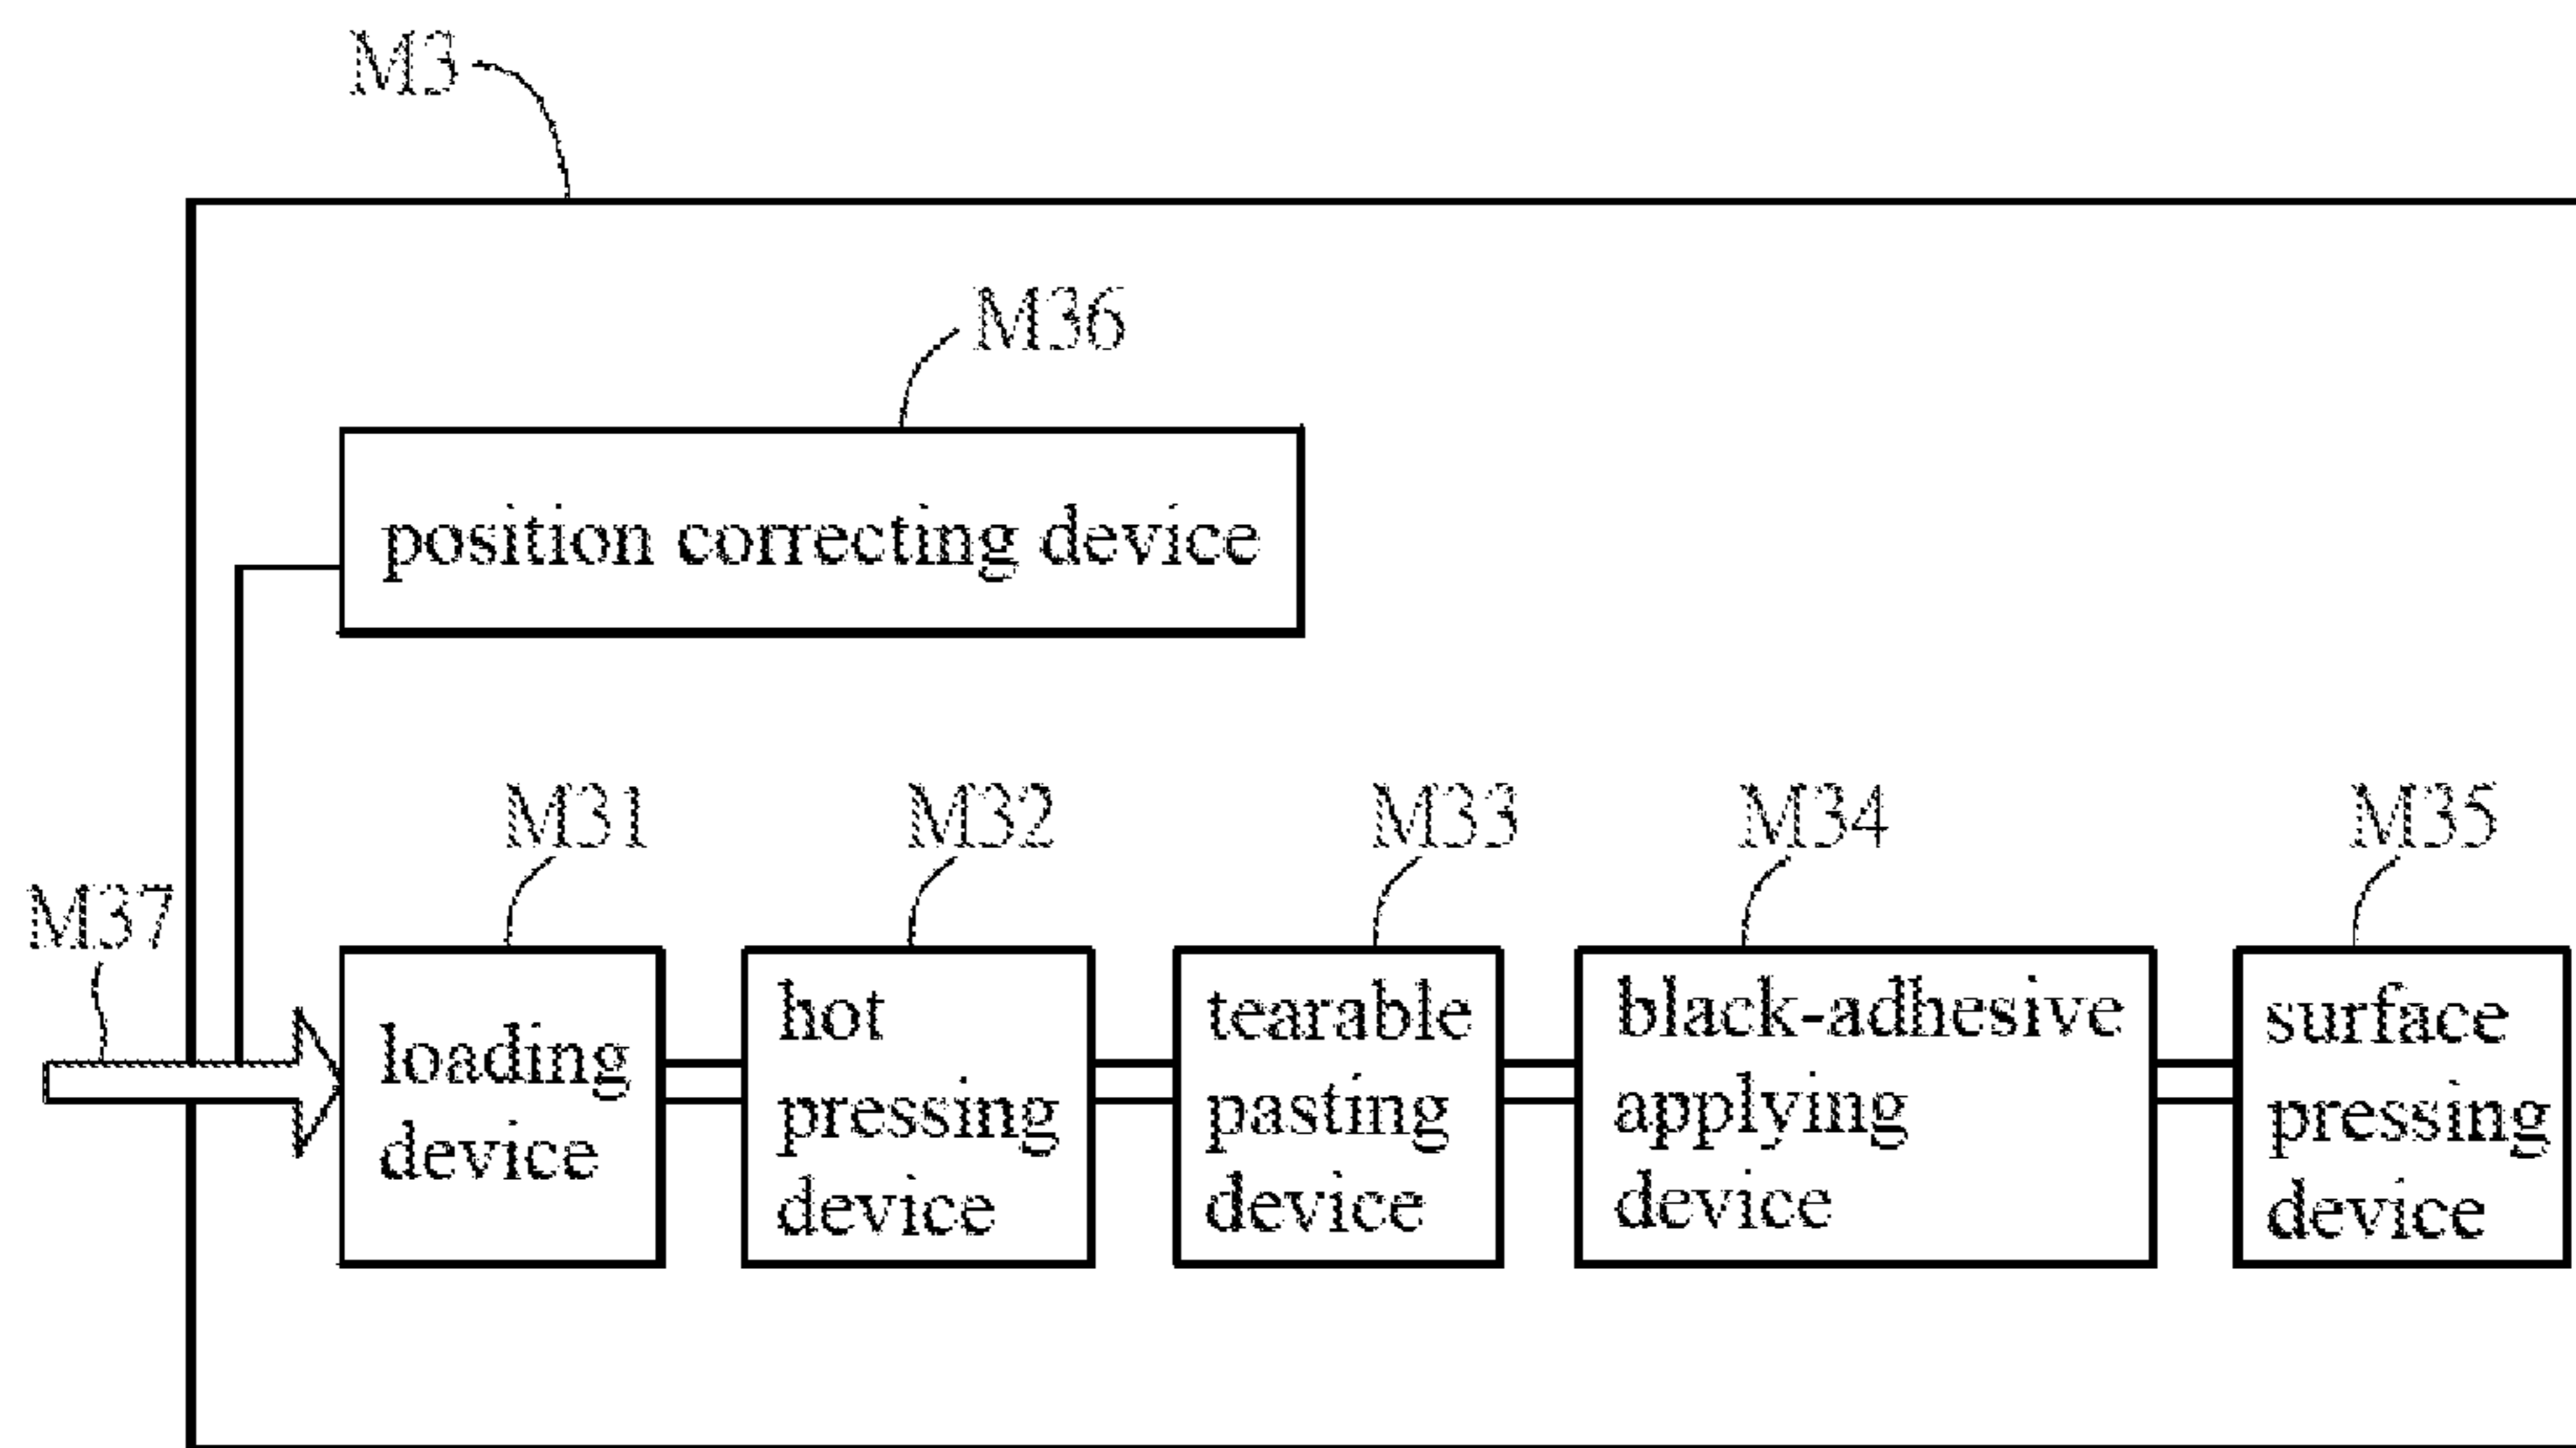 M3
M36
position correcting device
M31
M32
M33
M34
M35
M37
loading
device
hot
pressing
device
tearable
pasting
device
black-adhesive
applying
device
surface
pressing
device